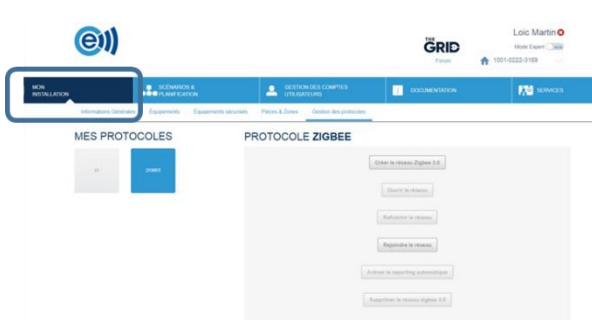 e
THE
GRID
Forum
Loic Martin
Mode Expert
1001-0222-3169
MON
INSTALLATION
SCÉNARIOS &
PLANIFICATION
GESTION DES COMPTES
UTILISATEURS
DOCUMENTATION
SERVICES
Informations Générales
Equipements
Equipements sécurisés
Pièces & Zones
Gestion des protocoles
MES PROTOCOLES
PROTOCOLE ZIGBEE
ZIGBEE
Créer le réseau Zigbee 3.0
Ouvrir le réseau
Rafraîchir le réseau
Rejoindre le réseau
Activer le reporting automatique
Supprimer le réseau zigbee 3.0